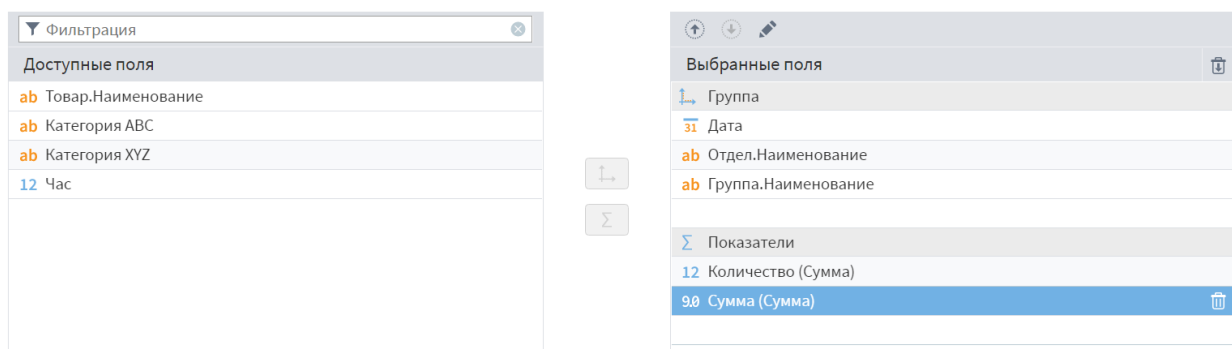 Фильтрация
Доступные поля
ab Товар.Наименование
ab Категория ABC
ab Категория XYZ
12 Час
Выбранные поля
Группа
31 Дата
ab Отдел.Наименование
ab Группа.Наименование
Σ Показатели
12 Количество (Сумма)
9.0 Сумма (Сумма)
Σ